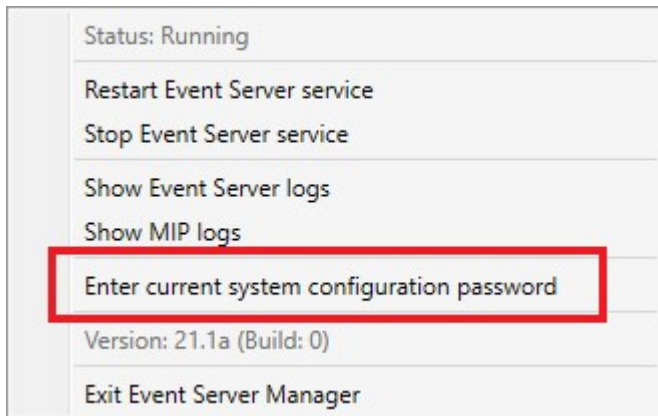 Status: Running
Restart Event Server service
Stop Event Server service
Show Event Server logs
Show MIP logs
Enter current system configuration password
Version: 21.1a (Build: 0)
Exit Event Server Manager